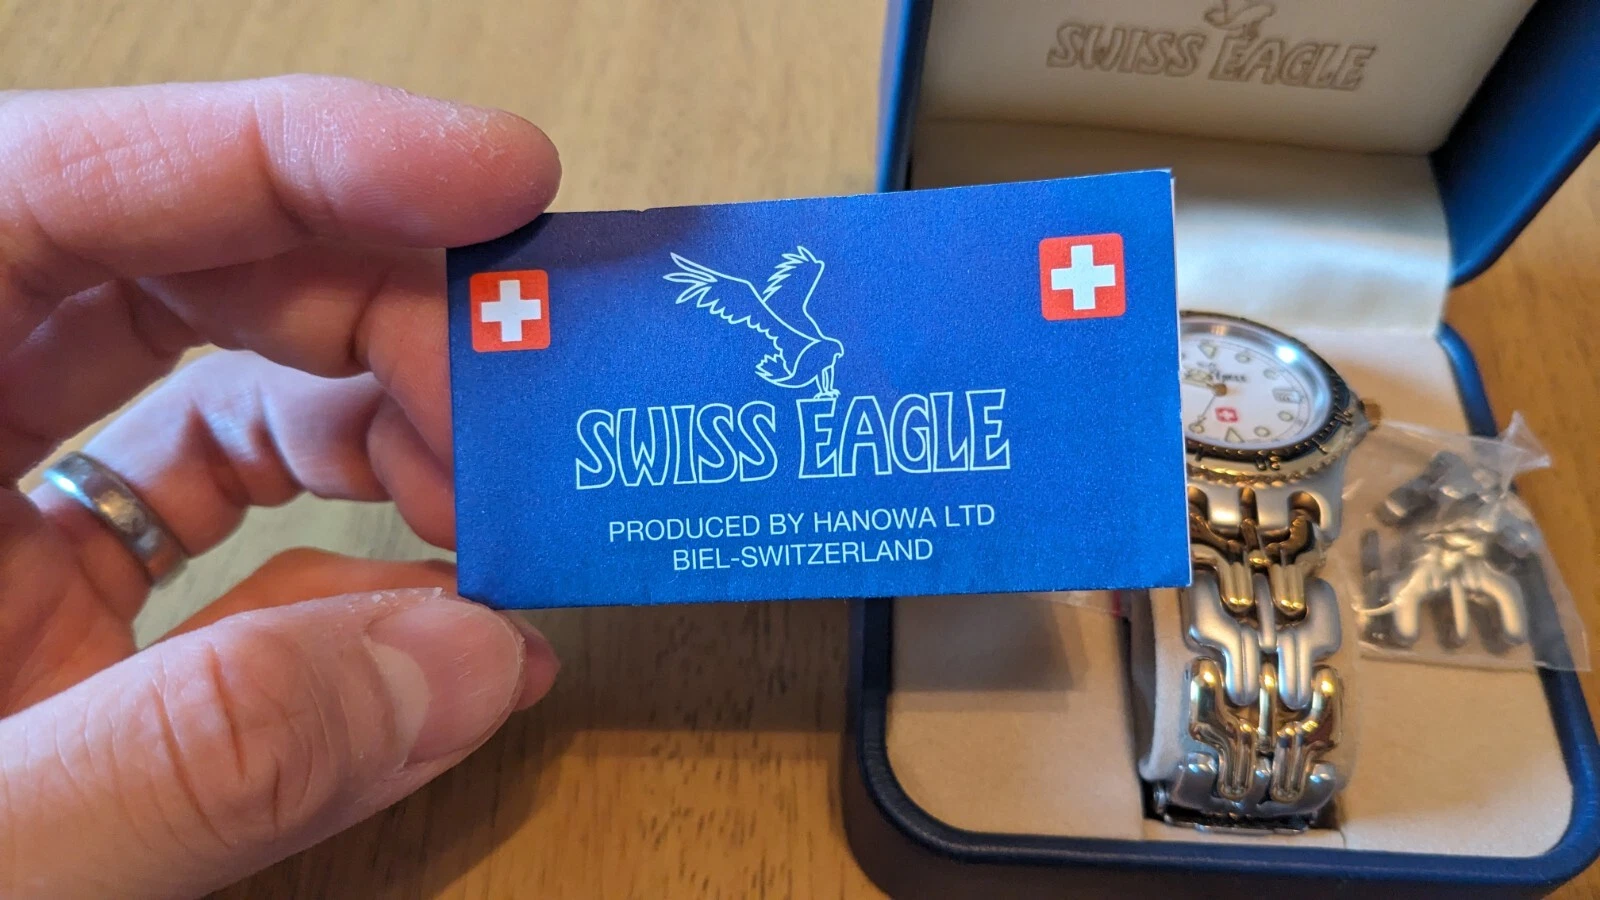 SWISS EAGLE
SWISS EAGLE
PRODUCED BY HANOWA LTD
BIEL-SWITZERLAND